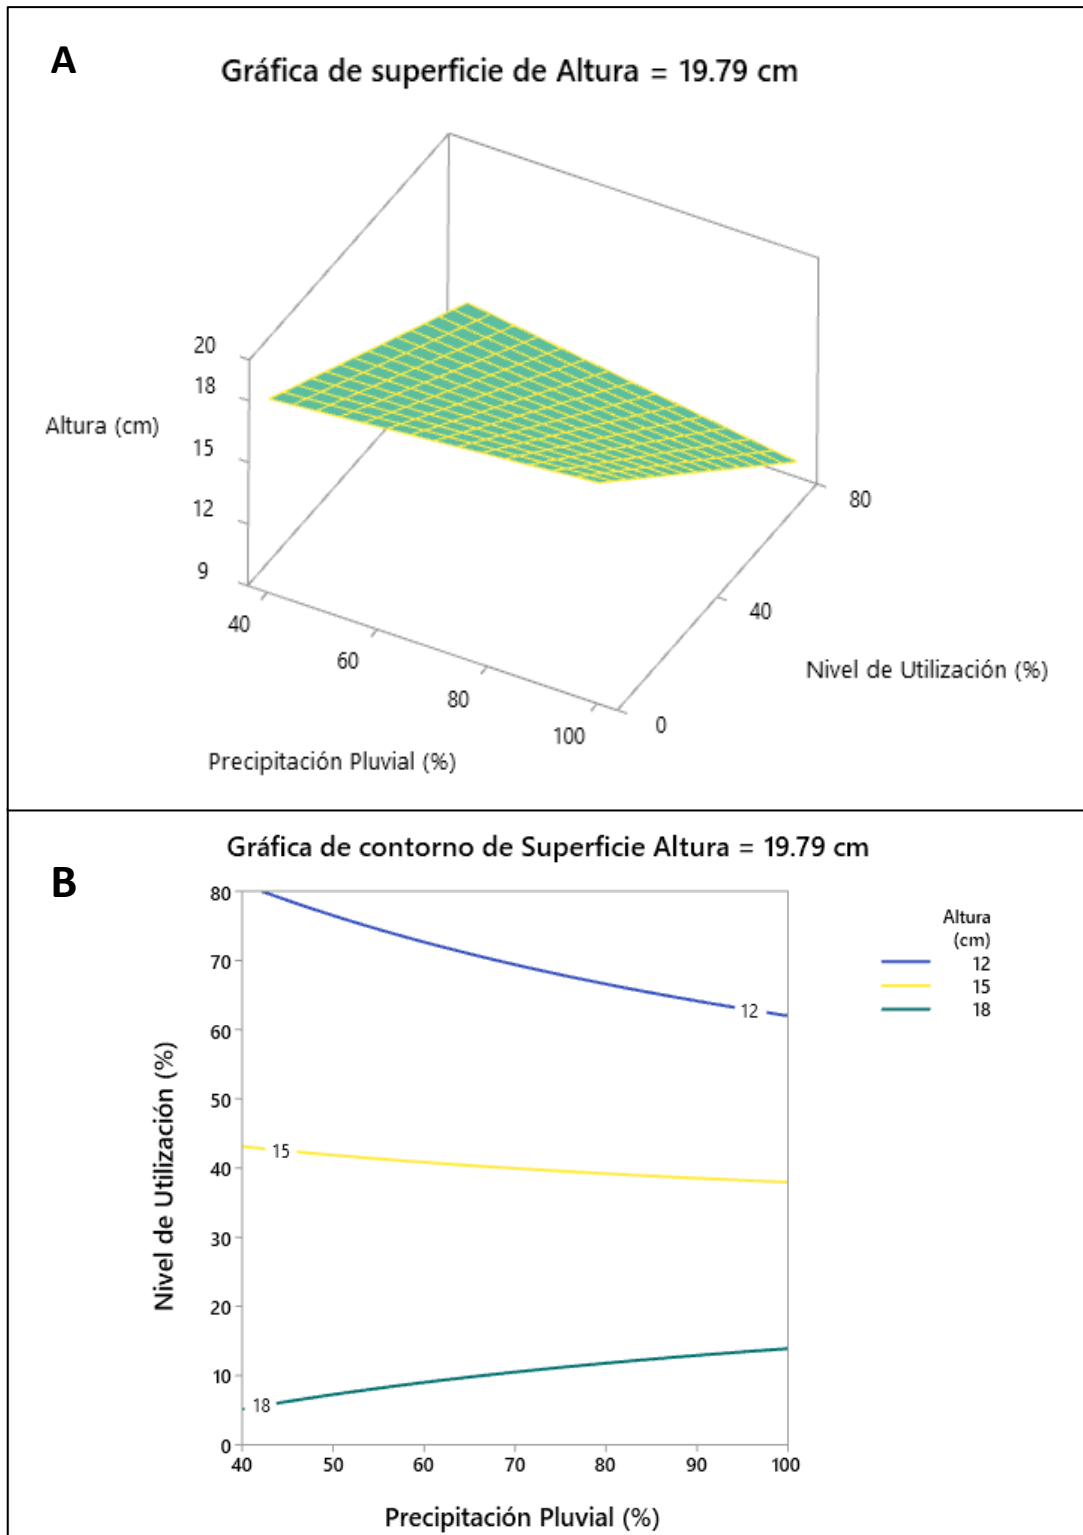 A
Gráfica de superficie de Altura = 19.79 cm
20
18
Altura (cm)
15
12
9
80
40
40
60
Nivel de Utilización (%)
80
100
0
Precipitación Pluvial (%)
Gráfica de contorno de Superficie Altura = 19.79 cm
B
80
70
60
50
40
30
20
10
0
Nivel de Utilización (%)
12
15
18
40 50 60 70 80 90 100
Precipitación Pluvial (%)
Altura
(cm)
12
15
18